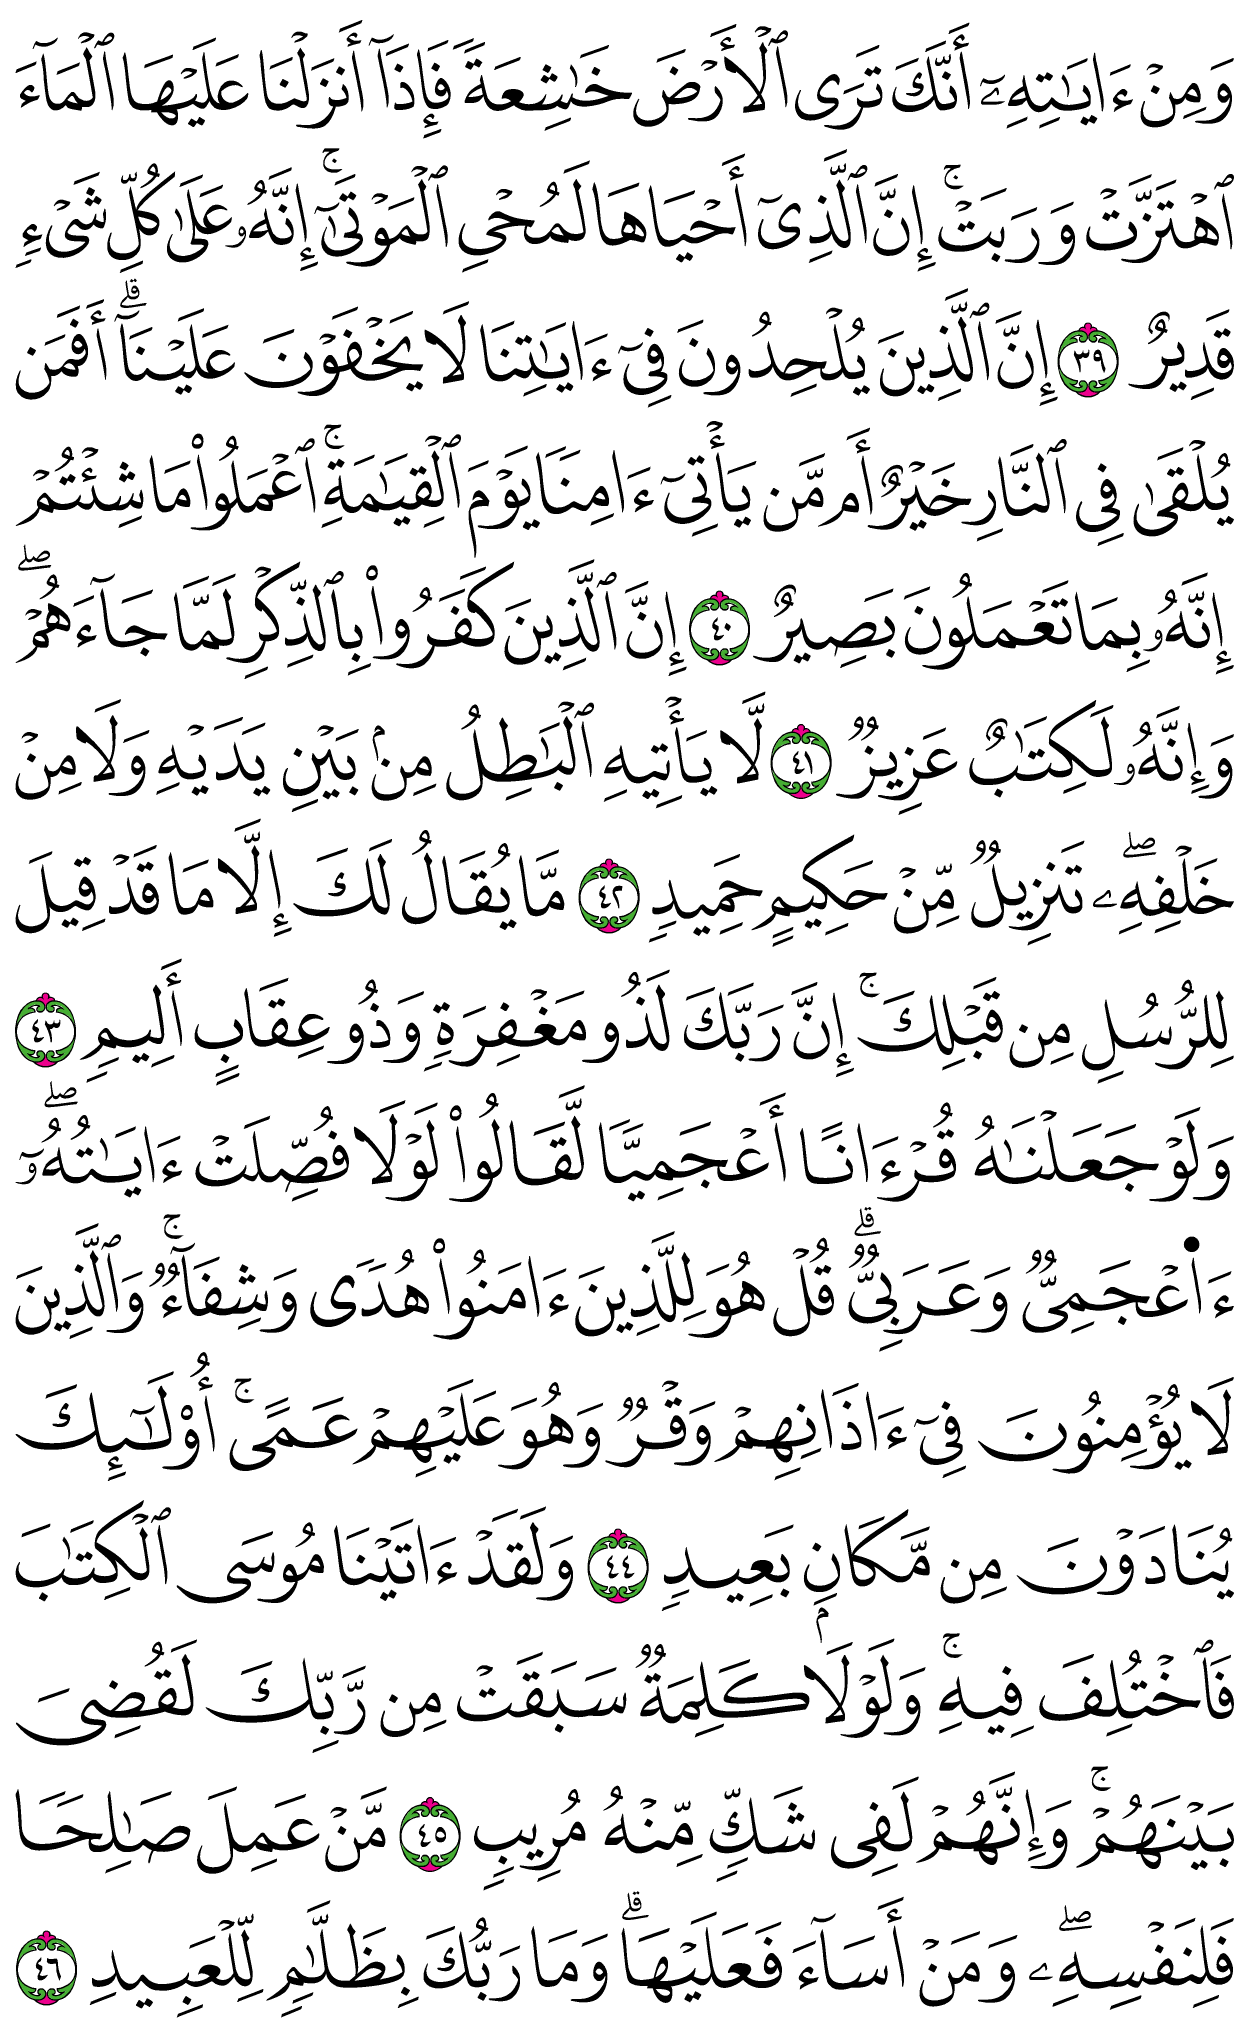 وَمِنۡ ءَايَٰتِهِۦٓ أَنَّكَ تَرَى ٱلۡأَرۡضَ خَٰشِعَةٗ فَإِذَآ أَنزَلۡنَا عَلَيۡهَا ٱلۡمَآءَ
ٱهۡتَزَّتۡ وَرَبَتۡۚ إِنَّ ٱلَّذِيٓ أَحۡيَاهَا لَمُحۡيِ ٱلۡمَوۡتَىٰٓۚ إِنَّهُۥ عَلَىٰ كُلِّ شَيۡءٖ
قَدِيرٌ ٣٩ إِنَّ ٱلَّذِينَ يُلۡحِدُونَ فِيٓ ءَايَٰتِنَا لَا يَخۡفَوۡنَ عَلَيۡنَآۗ أَفَمَن
يُلۡقَىٰ فِي ٱلنَّارِ خَيۡرٌ أَم مَّن يَأۡتِيٓ ءَامِنٗا يَوۡمَ ٱلۡقِيَٰمَةِۚ ٱعۡمَلُواْ مَا شِئۡتُمۡ
إِنَّهُۥ بِمَا تَعۡمَلُونَ بَصِيرٌ ٤٠ إِنَّ ٱلَّذِينَ كَفَرُواْ بِٱلذِّكۡرِ لَمَّا جَآءَهُمۡۖ
وَإِنَّهُۥ لَكِتَٰبٌ عَزِيزٞ ٤١ لَّا يَأۡتِيهِ ٱلۡبَٰطِلُ مِنۢ بَيۡنِ يَدَيۡهِ وَلَا مِنۡ
خَلۡفِهِۦۖ تَنزِيلٞ مِّنۡ حَكِيمٍ حَمِيدٖ ٤٢ مَّا يُقَالُ لَكَ إِلَّا مَا قَدۡ قِيلَ
لِلرُّسُلِ مِن قَبۡلِكَۚ إِنَّ رَبَّكَ لَذُو مَغۡفِرَةٖ وَذُو عِقَابٍ أَلِيمٖ ٤٣
وَلَوۡ جَعَلۡنَٰهُ قُرۡءَانًا أَعۡجَمِيّٗا لَّقَالُواْ لَوۡلَا فُصِّلَتۡ ءَايَٰتُهُۥٓۖ
ءَا۬عۡجَمِيّٞ وَعَرَبِيّٞۗ قُلۡ هُوَ لِلَّذِينَ ءَامَنُواْ هُدٗى وَشِفَآءٞۚ وَٱلَّذِينَ
لَا يُؤۡمِنُونَ فِيٓ ءَاذَانِهِمۡ وَقۡرٞ وَهُوَ عَلَيۡهِمۡ عَمًىۚ أُوْلَٰٓئِكَ
يُنَادَوۡنَ مِن مَّكَانِۭ بَعِيدٖ ٤٤ وَلَقَدۡ ءَاتَيۡنَا مُوسَى ٱلۡكِتَٰبَ
فَٱخۡتُلِفَ فِيهِۚ وَلَوۡلَا كَلِمَةٞ سَبَقَتۡ مِن رَّبِّكَ لَقُضِيَ
بَيۡنَهُمۡۚ وَإِنَّهُمۡ لَفِي شَكّٖ مِّنۡهُ مُرِيبٖ ٤٥ مَّنۡ عَمِلَ صَٰلِحٗا
فَلِنَفۡسِهِۦۖ وَمَنۡ أَسَآءَ فَعَلَيۡهَاۗ وَمَا رَبُّكَ بِظَلَّٰمٖ لِّلۡعَبِيدِ ٤٦